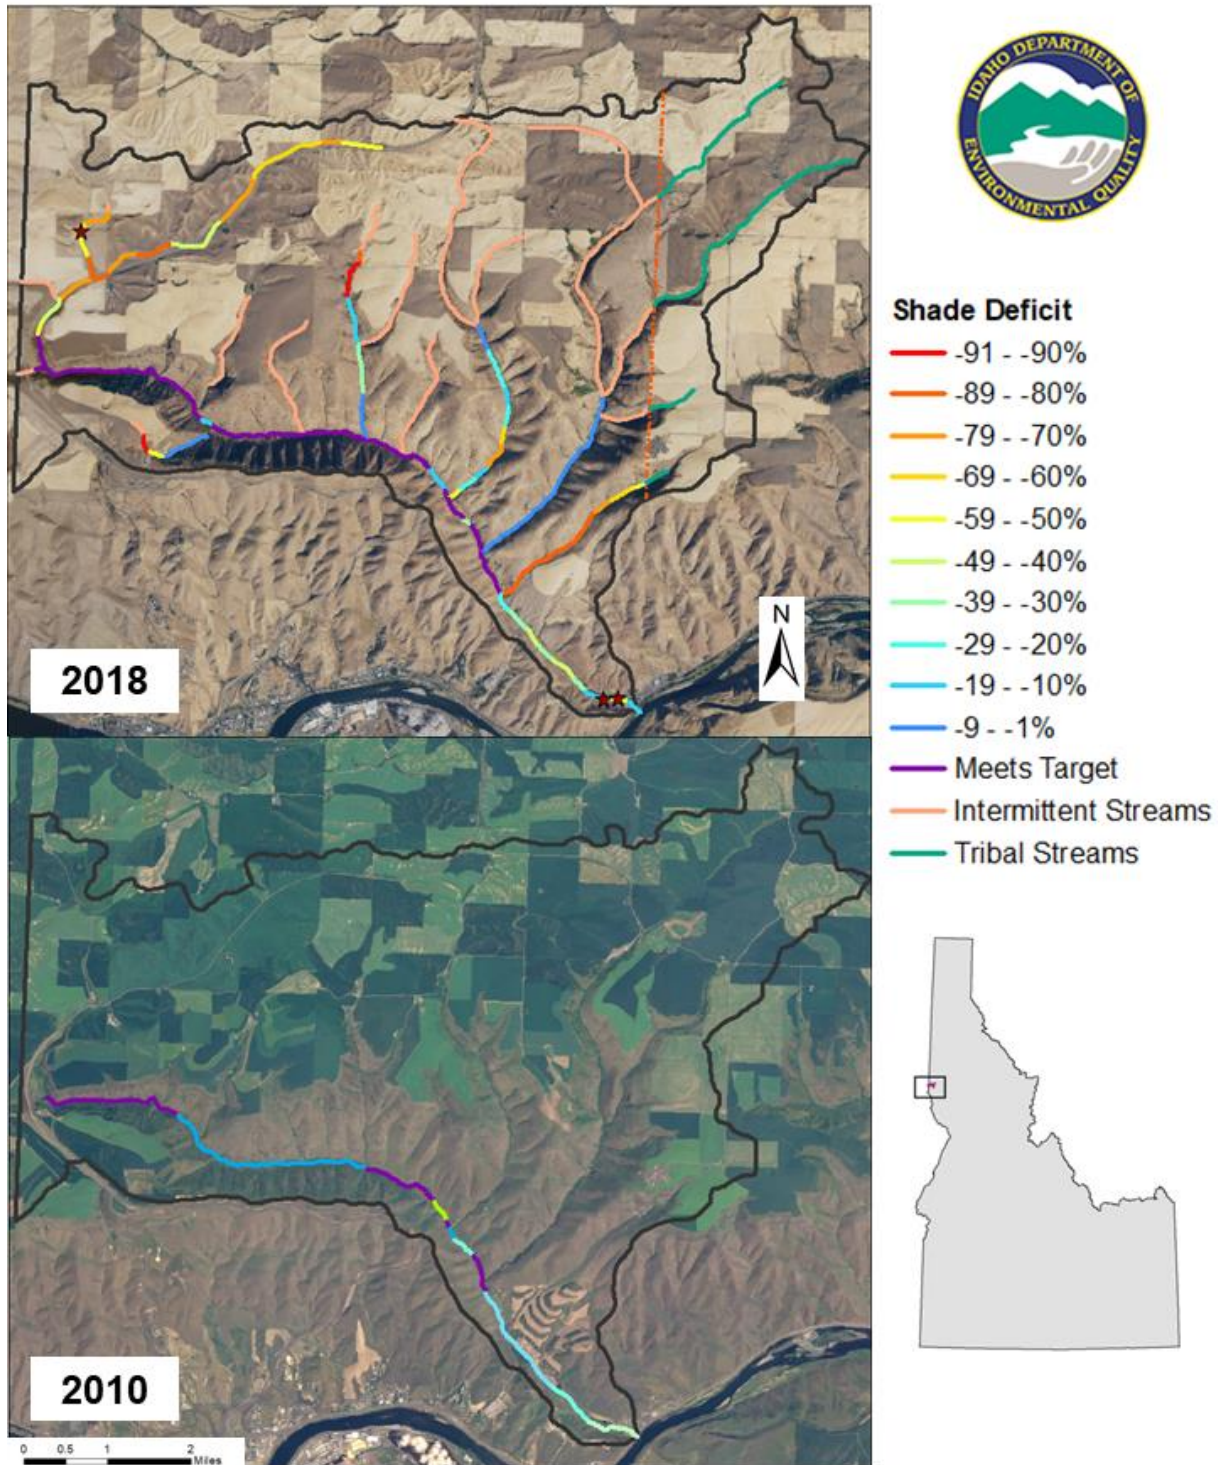 IDAHO DEPARTMENT OF
ENVIRONMENTAL QUALITY
Shade Deficit
-91 - -90%
-89 - -80%
-79 - -70%
-69 - -60%
-59 - -50%
-49 - -40%
-39 - -30%
-29 - -20%
-19 - -10%
-9 - -1%
Meets Target
Intermittent Streams
Tribal Streams
N
2018
2010
0 0.5 1 2
Miles